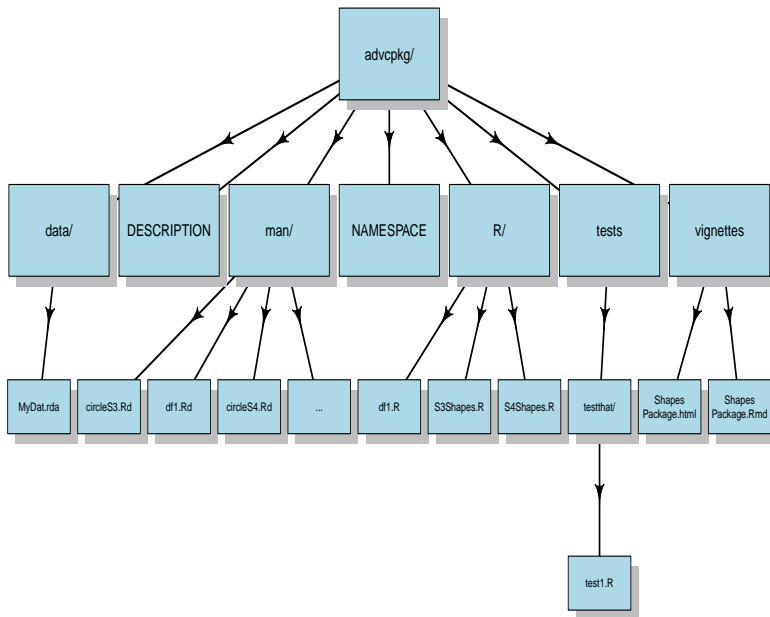 advcpkg/
data/
DESCRIPTION
man/
NAMESPACE
R/
tests
vignettes
MyDat.rda
circleS3.Rd
df1.Rd
circleS4.Rd
...
df1.R
S3Shapes.R
S4Shapes.R
testthat/
Shapes
Package.html
Shapes
Package.Rmd
test1.R